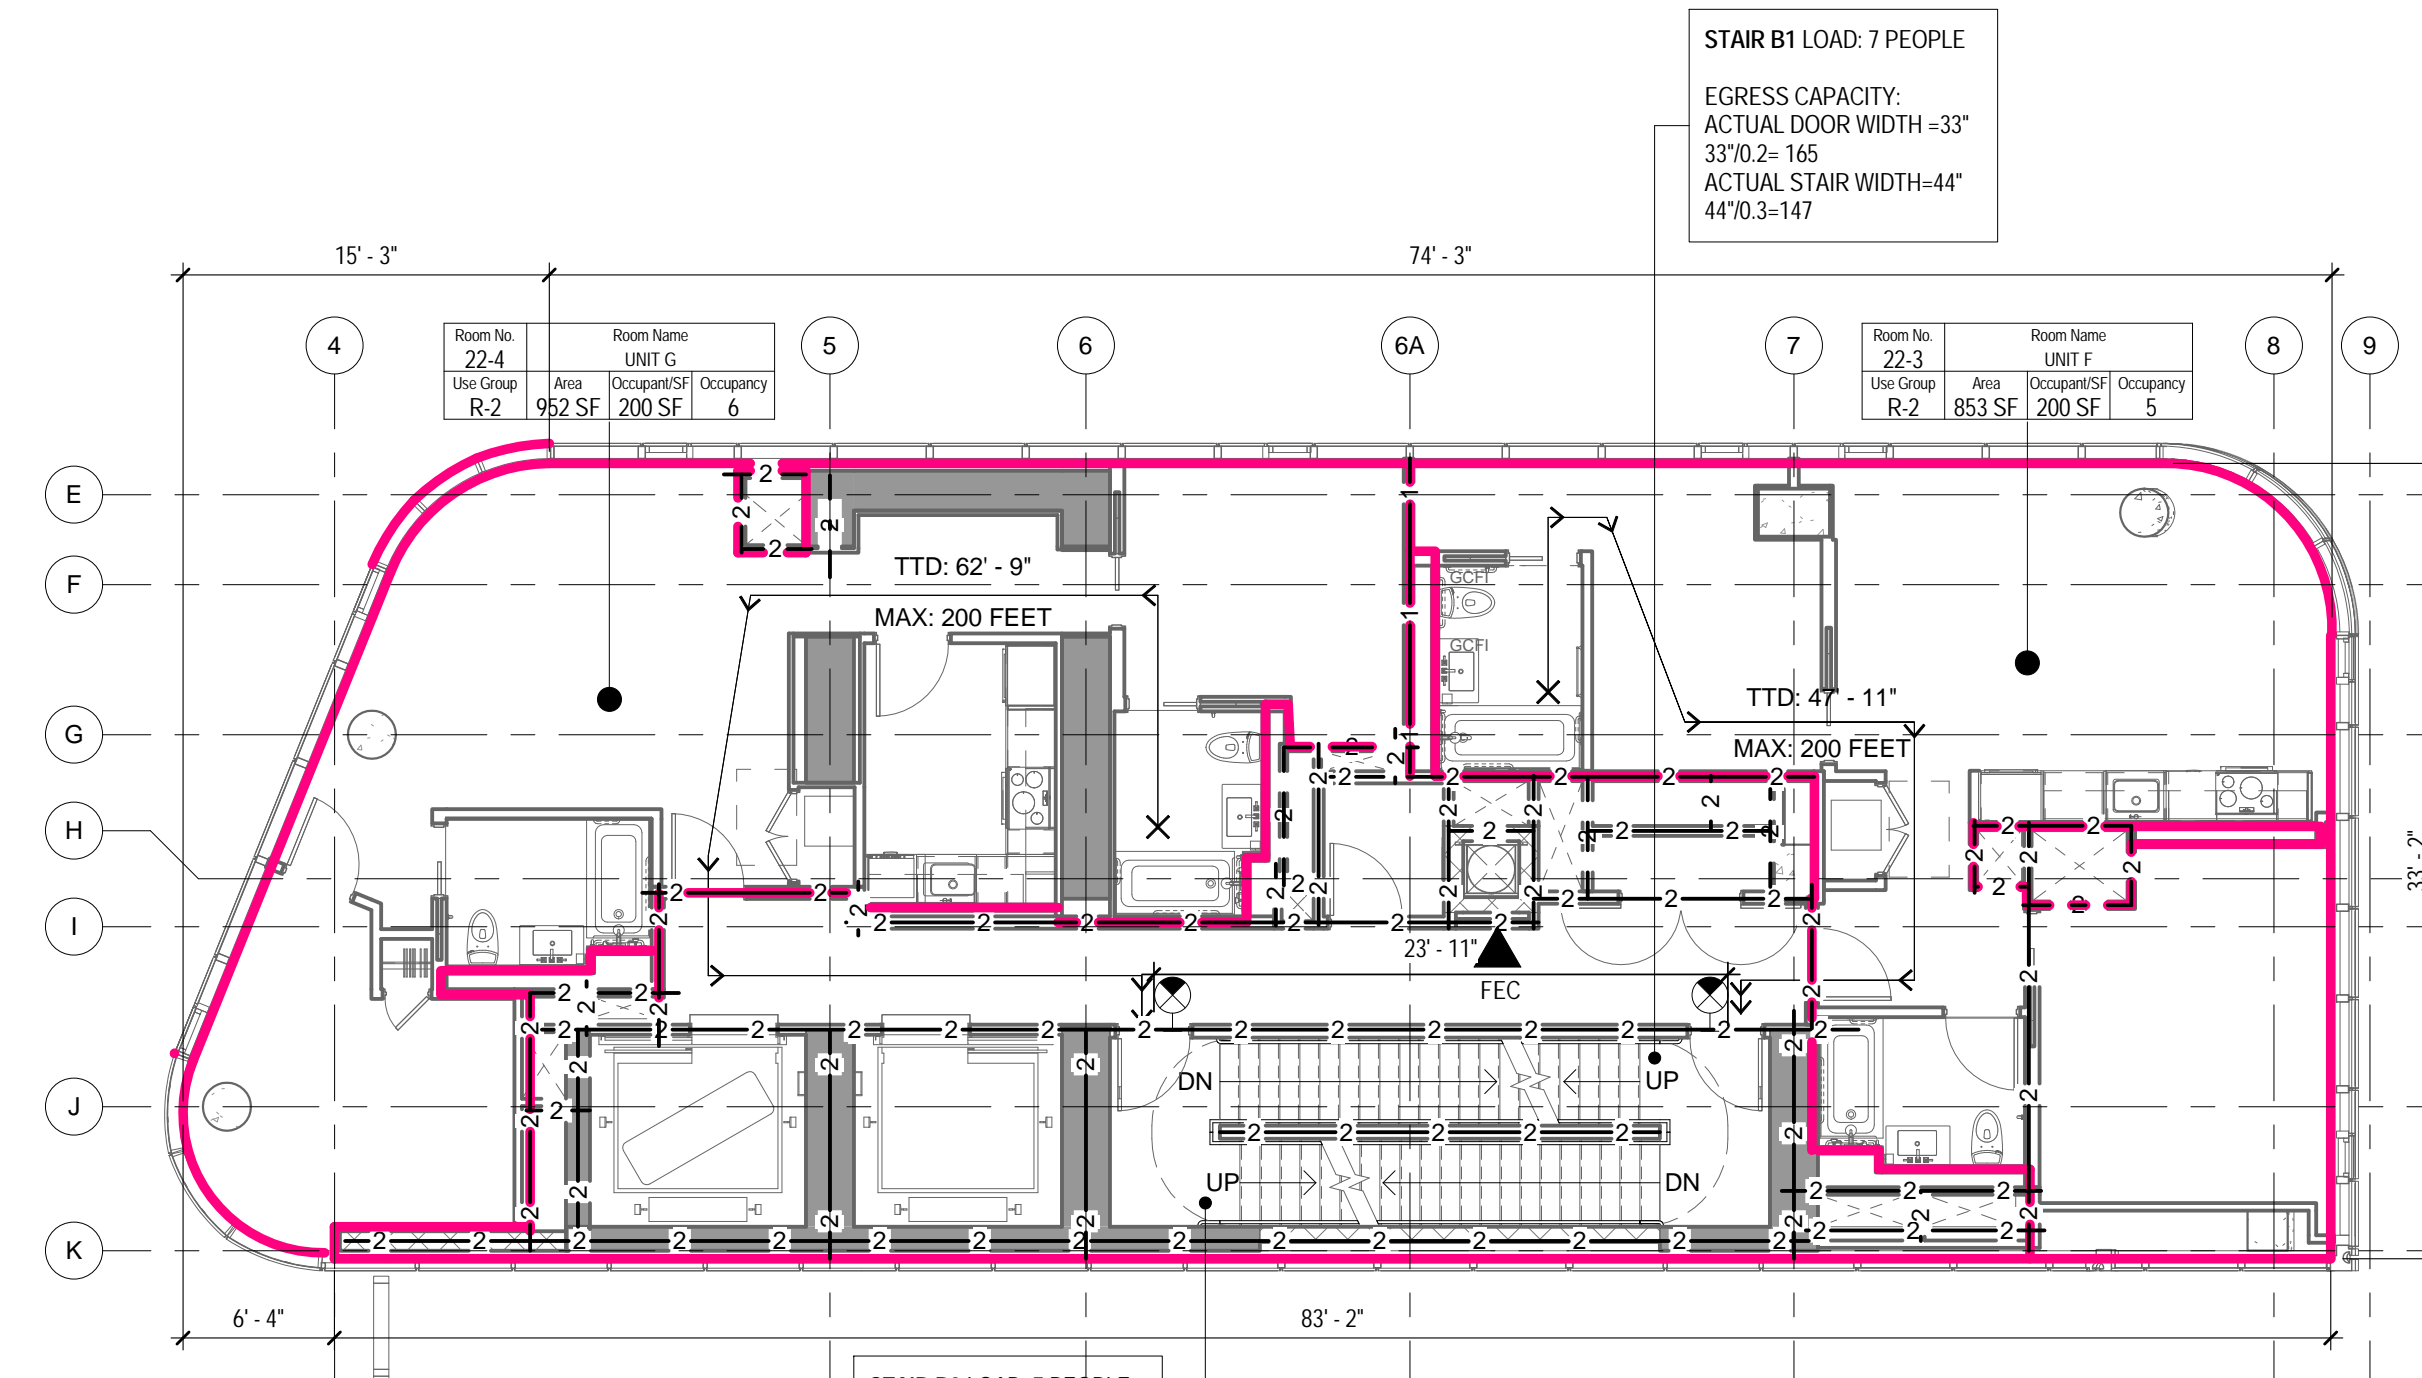 STAIR B1 LOAD: 7 PEOPLE
EGRESS CAPACITY:
ACTUAL DOOR WIDTH =33"
33"/0.2= 165
ACTUAL STAIR WIDTH=44"
44"/0.3=147
15' - 3"
74' - 3"
4
5
6
6A
7
8
9
Room No.
Room Name
22-4
UNIT G
Use Group
Area
Occupant/SF
Occupancy
R-2
952 SF
200 SF
6
Room No.
Room Name
22-3
UNIT F
Use Group
Area
Occupant/SF
Occupancy
R-2
853 SF
200 SF
5
E
F
G
H
I
J
K
TTD: 62' - 9"
MAX: 200 FEET
GCFI
GCFI
TTD: 47' - 11"
MAX: 200 FEET
33' - 2"
23' - 11"
FEC
DN
UP
UP
DN
6' - 4"
83' - 2"